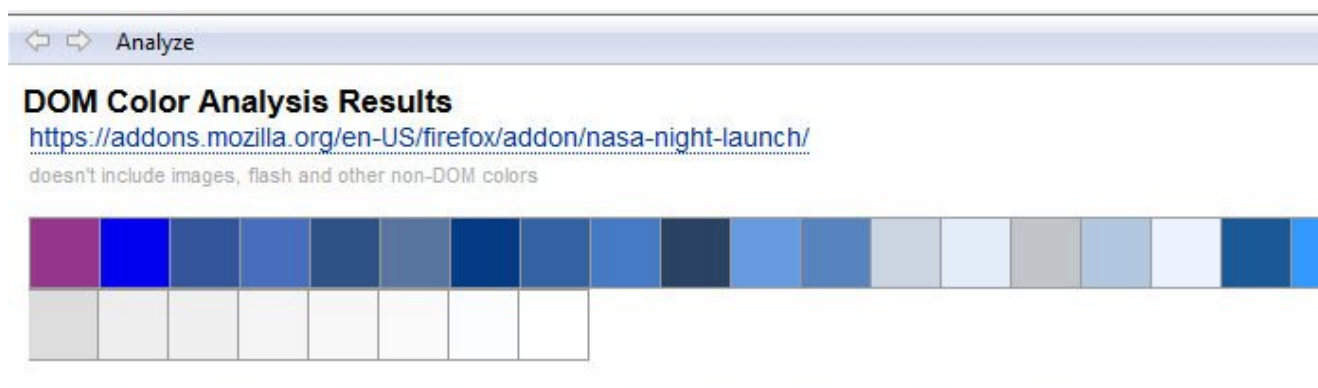 Analyze
DOM Color Analysis Results
https://addons.mozilla.org/en-US/firefox/addon/nasa-night-launch/
doesn't include images, flash and other non-DOM colors